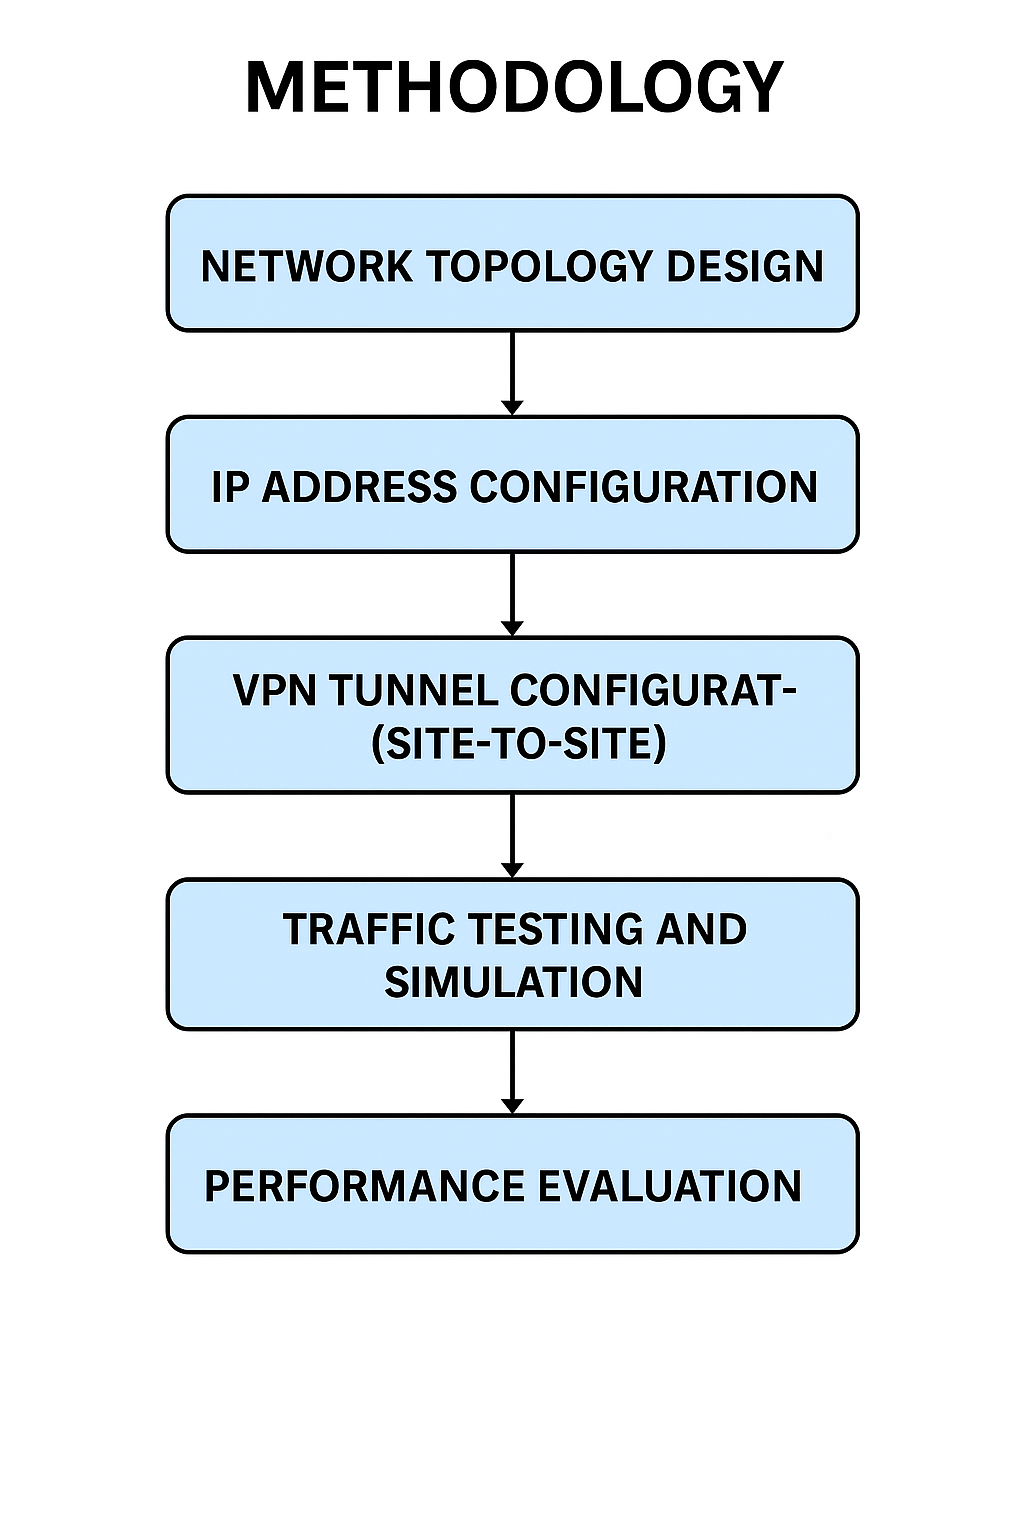 METHODOLOGY
NETWORK TOPOLOGY DESIGN
IP ADDRESS CONFIGURATION
VPN TUNNEL CONFIGURAT-
(SITE-TO-SITE)
TRAFFIC TESTING AND
SIMULATION
PERFORMANCE EVALUATION